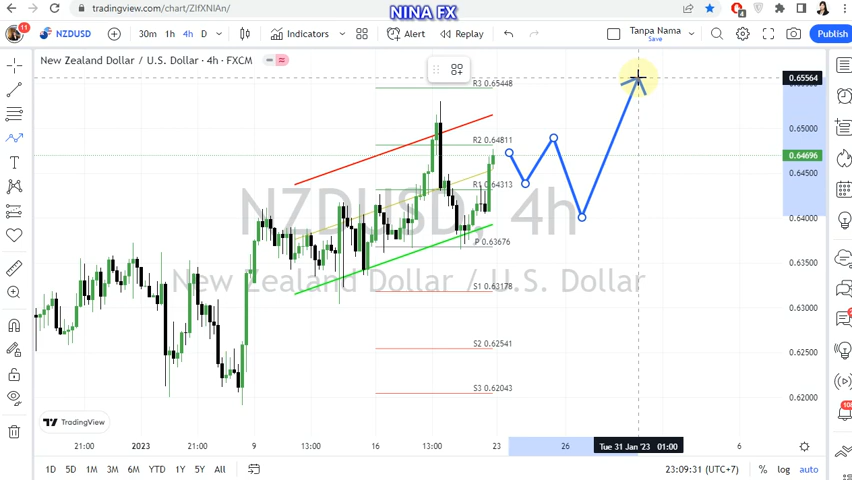 tradingview.com/chart/ZIfXNIAn/
NINA FX
4
11
NZDUSD
30m 1h 4h D
Indicators
Alert
Replay
Tanpa Nama
Save
Publish
New Zealand Dollar / U.S. Dollar · 4h · FXCM
R3 0.65448
0.65564
0.65000
R2 0.64811
0.64696
0.64500
R1 0.64313
NZDUSD, 4h
0.64000
P 0.63676
0.63500
New Zealand Dollar / U.S. Dollar
S1 0.63178
0.63000
S2 0.62541
0.62500
S3 0.62043
0.62000
TradingView
21:00 2023 21:00 9 13:00 16 13:00 23 26 Tue 31 Jan '23 01:00 6
1D 5D 1M 3M 6M YTD 1Y 5Y All
23:09:31 (UTC+7) % log auto